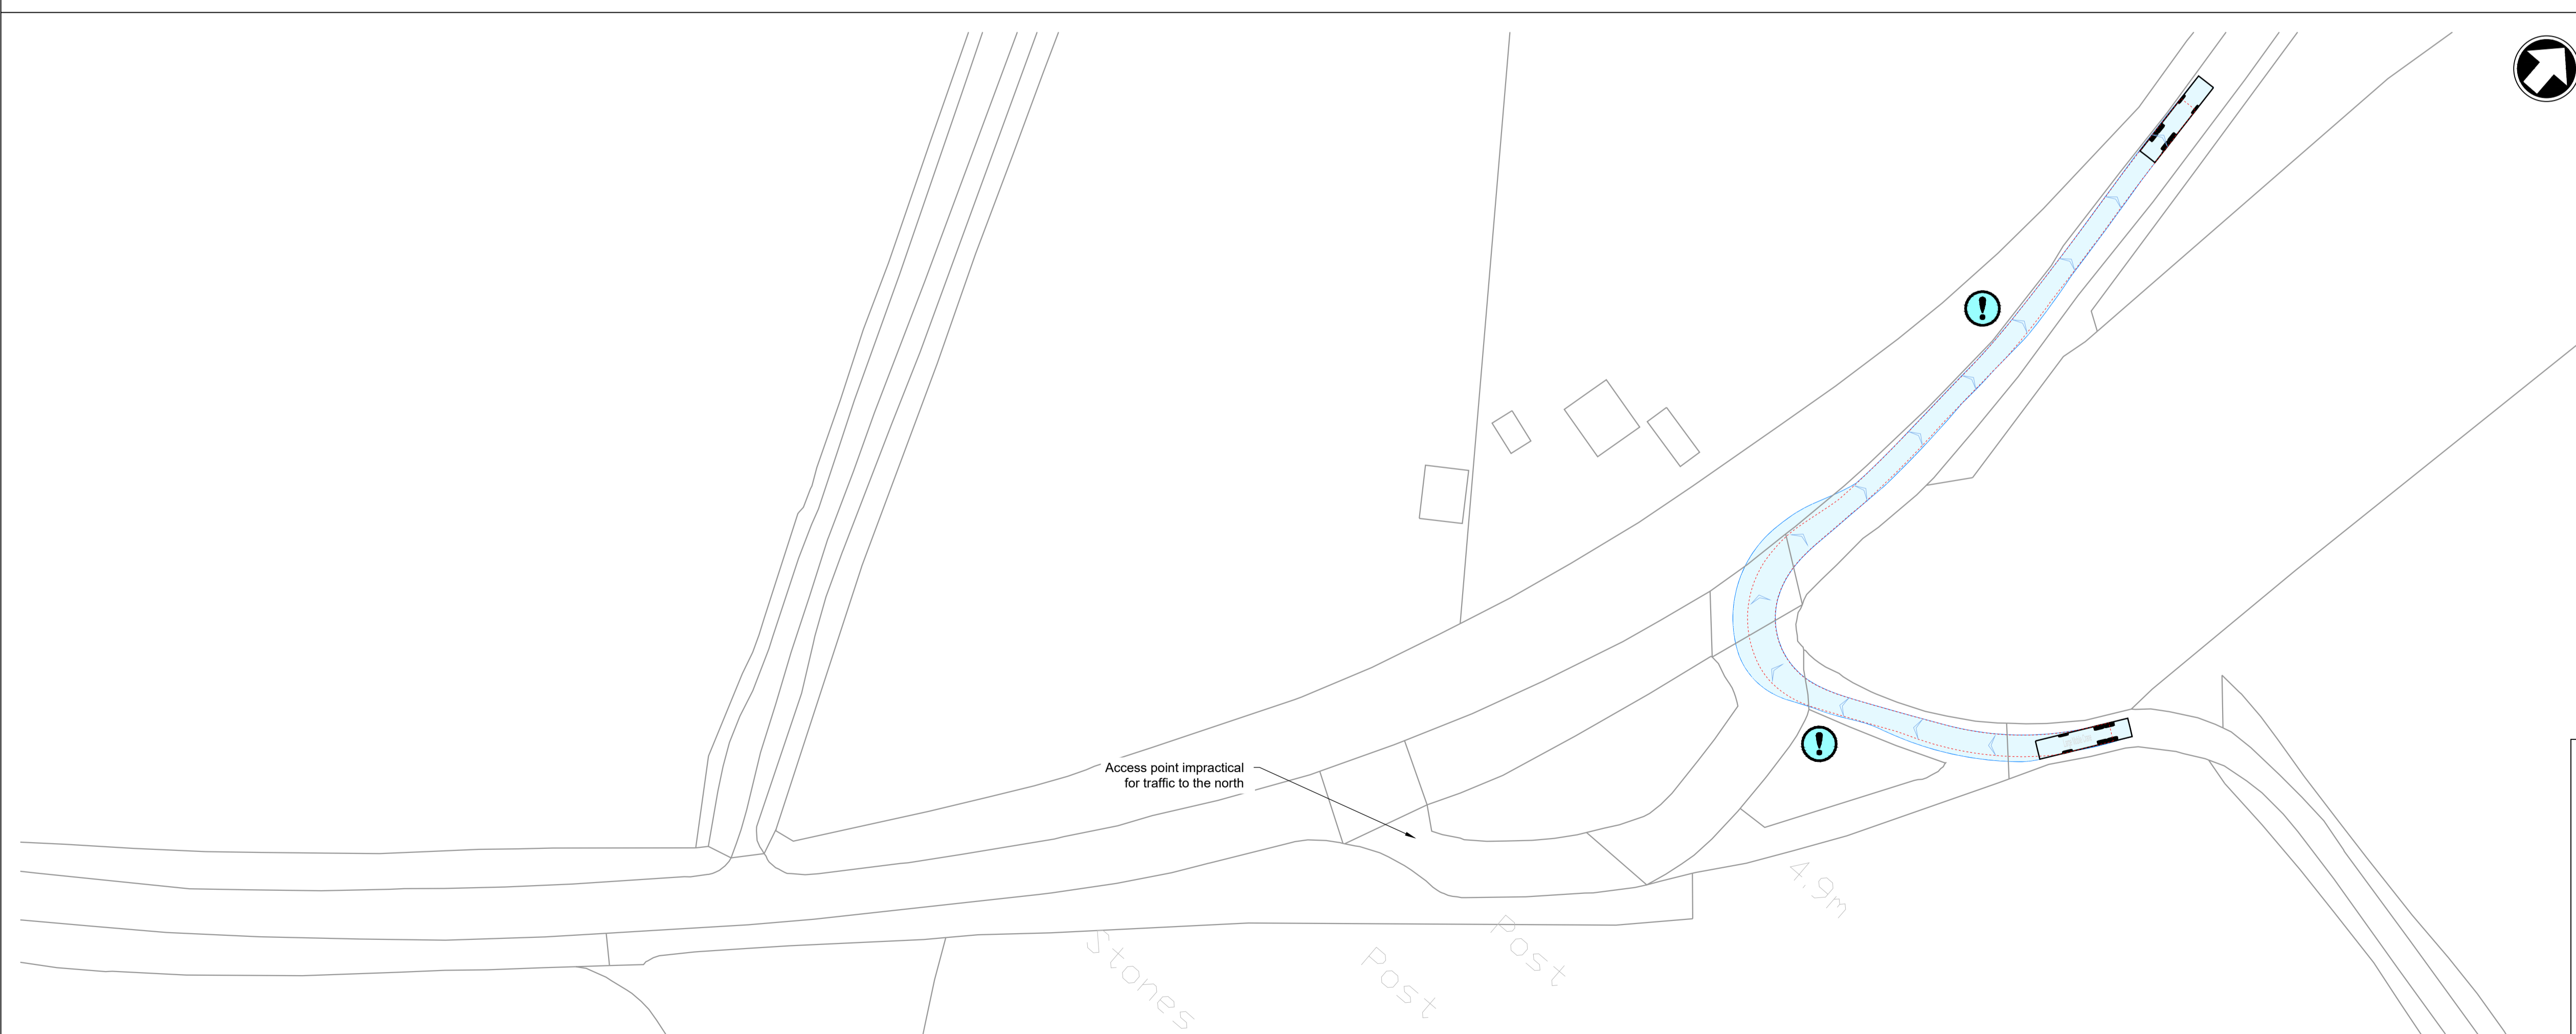 Access point impractical
for traffic to the north
4.9m
Post
Post
Stones